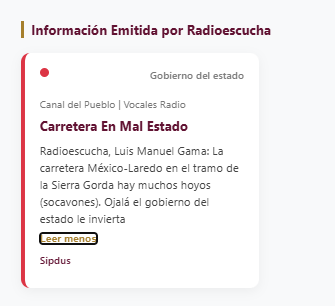 Información Emitida por Radioescucha
Gobierno del estado
Canal del Pueblo | Vocales Radio
Carretera En Mal Estado
Radioescucha, Luis Manuel Gama: La
carretera México-Laredo en el tramo de
la Sierra Gorda hay muchos hoyos
(socavones). Ojalá el gobierno del
estado le invierta
Leer menos
Sipdus